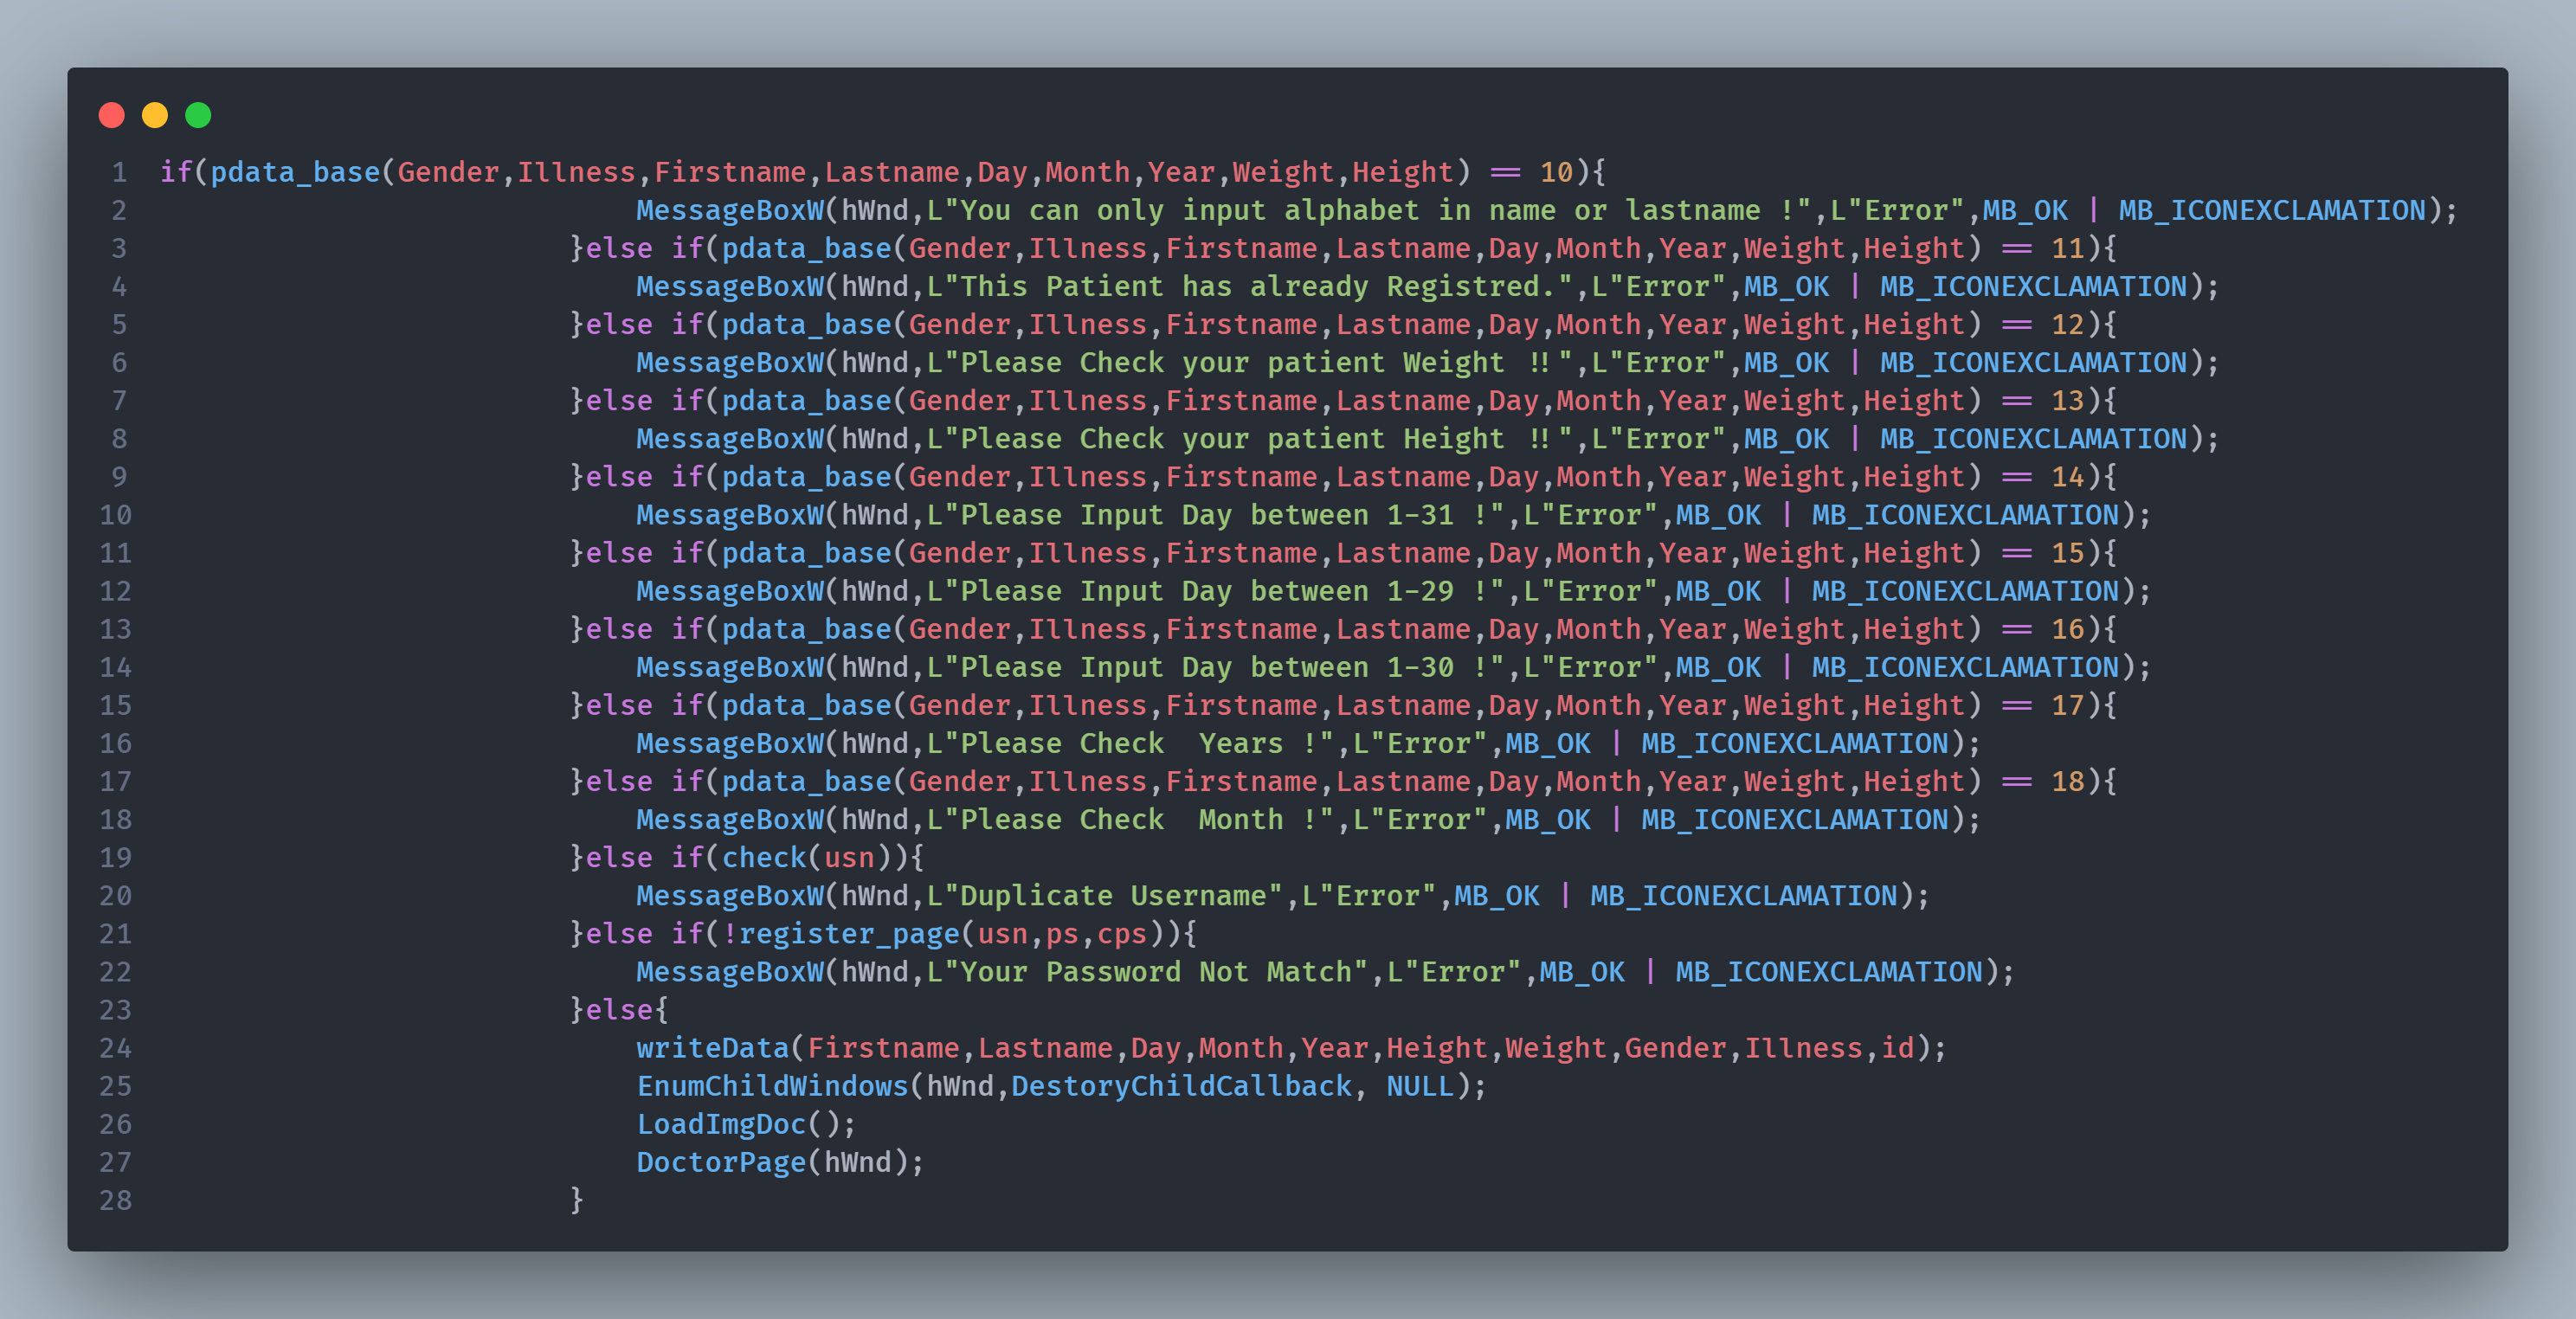 1 if(pdata_base(Gender,Illness,Firstname,Lastname,Day,Month,Year,Weight,Height) == 10){
2 MessageBoxW(hWnd,L"You can only input alphabet in name or lastname !",L"Error",MB_OK | MB_ICONEXCLAMATION);
3 }else if(pdata_base(Gender,Illness,Firstname,Lastname,Day,Month,Year,Weight,Height) == 11){
4 MessageBoxW(hWnd,L"This Patient has already Registred.",L"Error",MB_OK | MB_ICONEXCLAMATION);
5 }else if(pdata_base(Gender,Illness,Firstname,Lastname,Day,Month,Year,Weight,Height) == 12){
6 MessageBoxW(hWnd,L"Please Check your patient Weight !!",L"Error",MB_OK | MB_ICONEXCLAMATION);
7 }else if(pdata_base(Gender,Illness,Firstname,Lastname,Day,Month,Year,Weight,Height) == 13){
8 MessageBoxW(hWnd,L"Please Check your patient Height !!",L"Error",MB_OK | MB_ICONEXCLAMATION);
9 }else if(pdata_base(Gender,Illness,Firstname,Lastname,Day,Month,Year,Weight,Height) == 14){
10 MessageBoxW(hWnd,L"Please Input Day between 1-31 !",L"Error",MB_OK | MB_ICONEXCLAMATION);
11 }else if(pdata_base(Gender,Illness,Firstname,Lastname,Day,Month,Year,Weight,Height) == 15){
12 MessageBoxW(hWnd,L"Please Input Day between 1-29 !",L"Error",MB_OK | MB_ICONEXCLAMATION);
13 }else if(pdata_base(Gender,Illness,Firstname,Lastname,Day,Month,Year,Weight,Height) == 16){
14 MessageBoxW(hWnd,L"Please Input Day between 1-30 !",L"Error",MB_OK | MB_ICONEXCLAMATION);
15 }else if(pdata_base(Gender,Illness,Firstname,Lastname,Day,Month,Year,Weight,Height) == 17){
16 MessageBoxW(hWnd,L"Please Check  Years !",L"Error",MB_OK | MB_ICONEXCLAMATION);
17 }else if(pdata_base(Gender,Illness,Firstname,Lastname,Day,Month,Year,Weight,Height) == 18){
18 MessageBoxW(hWnd,L"Please Check  Month !",L"Error",MB_OK | MB_ICONEXCLAMATION);
19 }else if(check(usn)){
20 MessageBoxW(hWnd,L"Duplicate Username",L"Error",MB_OK | MB_ICONEXCLAMATION);
21 }else if(!register_page(usn,ps,cps)){
22 MessageBoxW(hWnd,L"Your Password Not Match",L"Error",MB_OK | MB_ICONEXCLAMATION);
23 }else{
24 writeData(Firstname,Lastname,Day,Month,Year,Height,Weight,Gender,Illness,id);
25 EnumChildWindows(hWnd,DestoryChildCallback, NULL);
26 LoadImgDoc();
27 DoctorPage(hWnd);
28 }